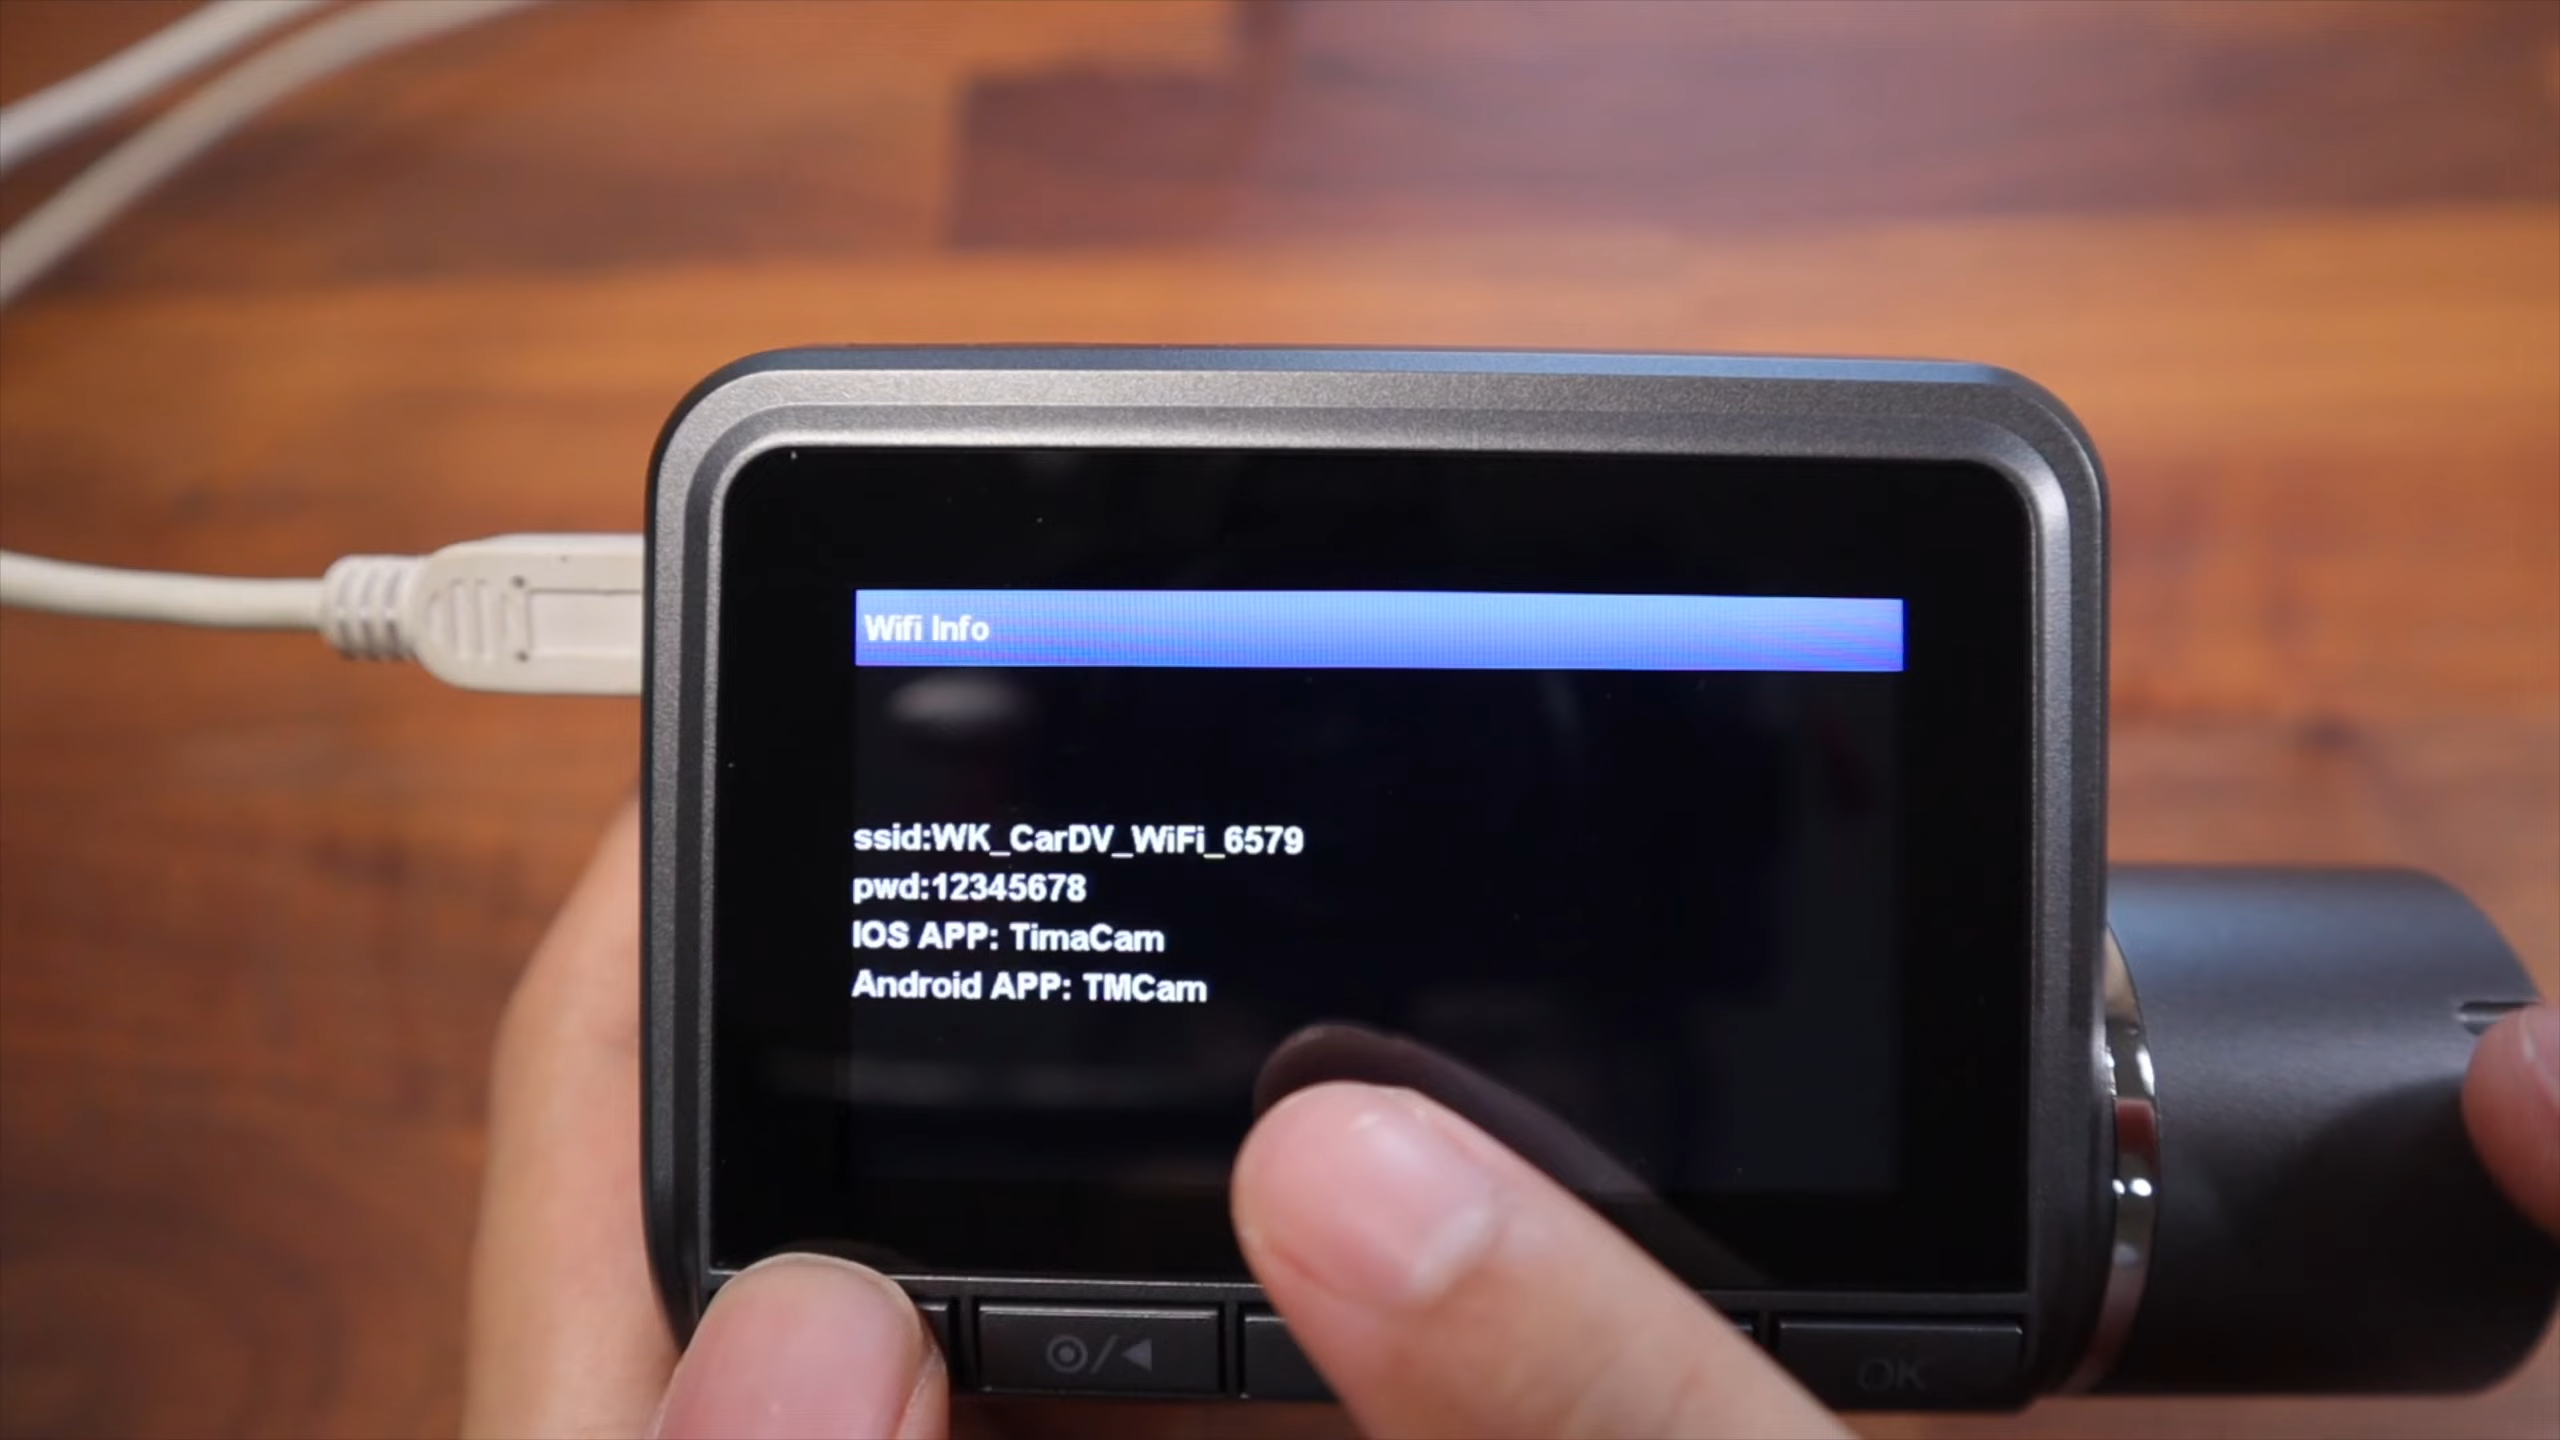 Wifi Info
ssid:WK_CarDV_WiFi_6579
pwd:12345678
IOS APP: TimaCam
Android APP: TMCam
OK